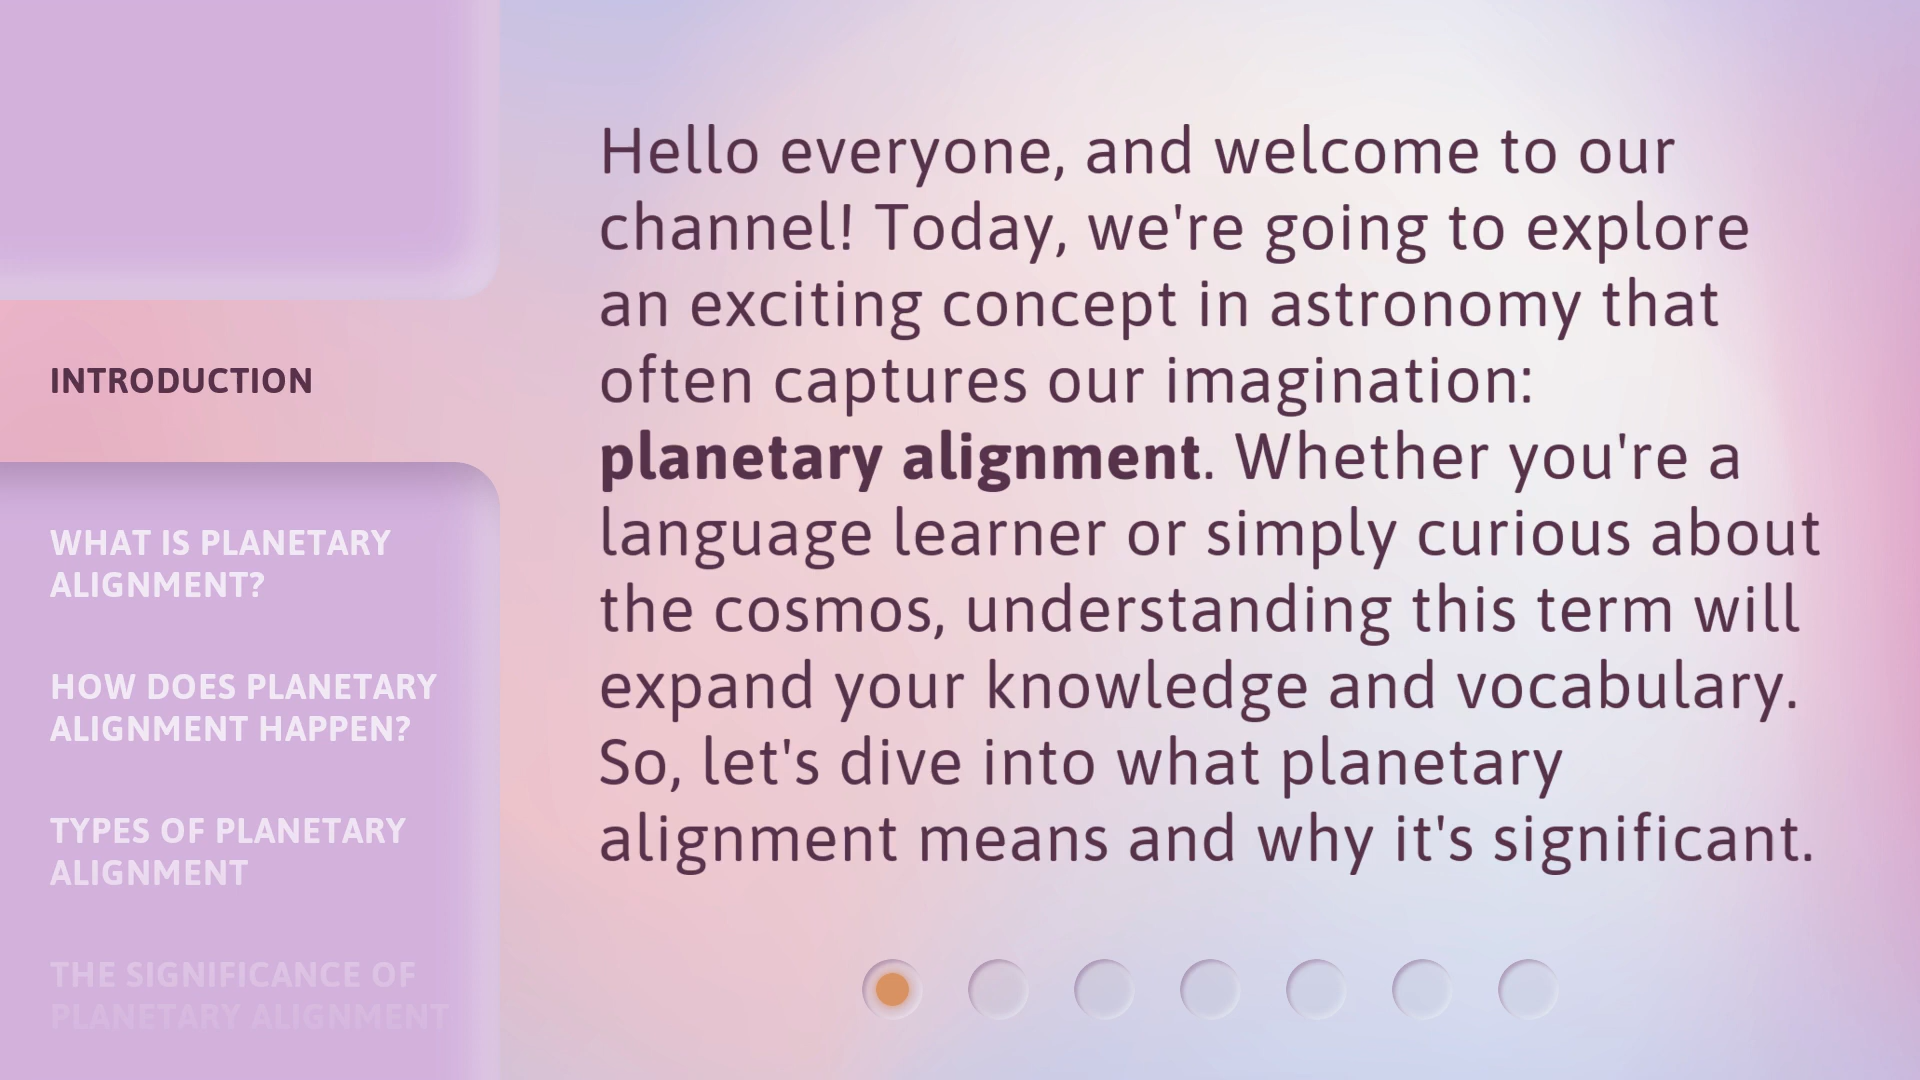 INTRODUCTION
WHAT IS PLANETARY
ALIGNMENT?
HOW DOES PLANETARY
ALIGNMENT HAPPEN?
TYPES OF PLANETARY
ALIGNMENT
THE SIGNIFICANCE OF
PLANETARY ALIGNMENT
Hello everyone, and welcome to our
channel! Today, we're going to explore
an exciting concept in astronomy that
often captures our imagination:
planetary alignment. Whether you're a
language learner or simply curious about
the cosmos, understanding this term will
expand your knowledge and vocabulary.
So, let's dive into what planetary
alignment means and why it's significant.